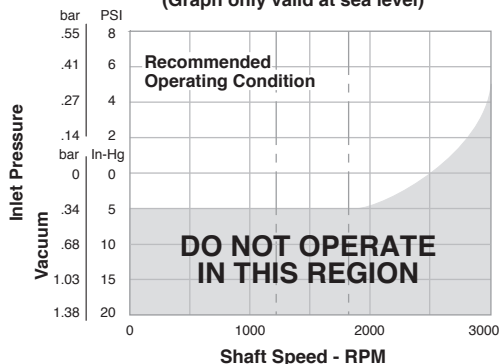 (Graph only valid at sea level)
bar PSI
.55 8
.41 6
.27 4
.14 2
bar In-Hg
0 0
.34 5
.68 10
1.03 15
1.38 20
Inlet Pressure
Vacuum
Recommended
Operating Condition
DO NOT OPERATE
IN THIS REGION
0 1000 2000 3000
Shaft Speed - RPM